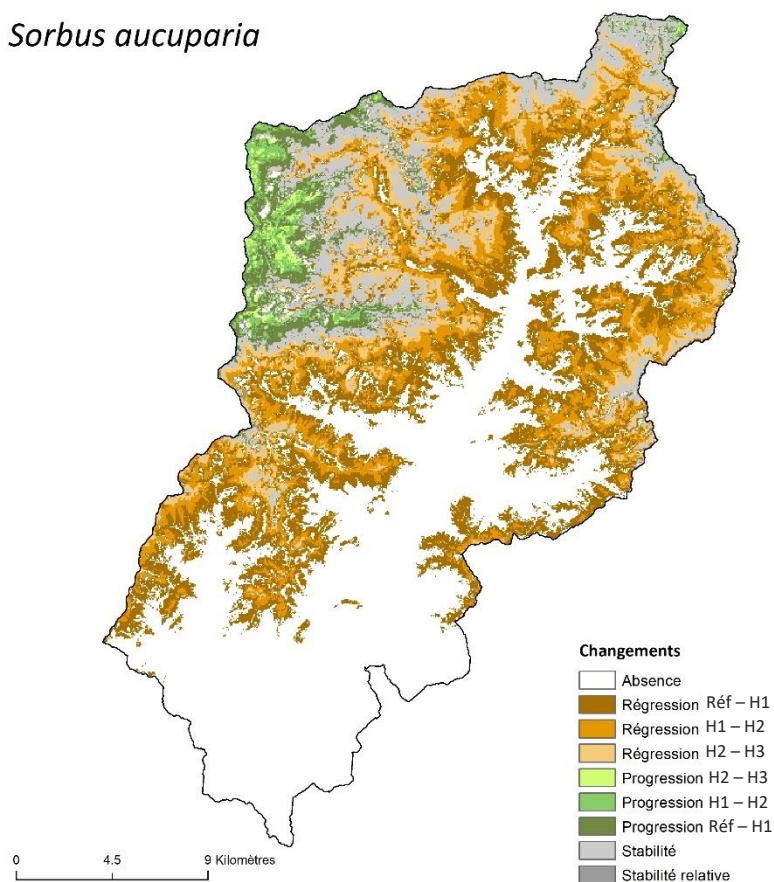 Sorbus aucuparia
Changements
Absence
Régression Réf – H1
Régression H1 – H2
Régression H2 – H3
Progression H2 – H3
Progression H1 – H2
Progression Réf – H1
Stabilité
Stabilité relative
0 4.5 9 Kilomètres